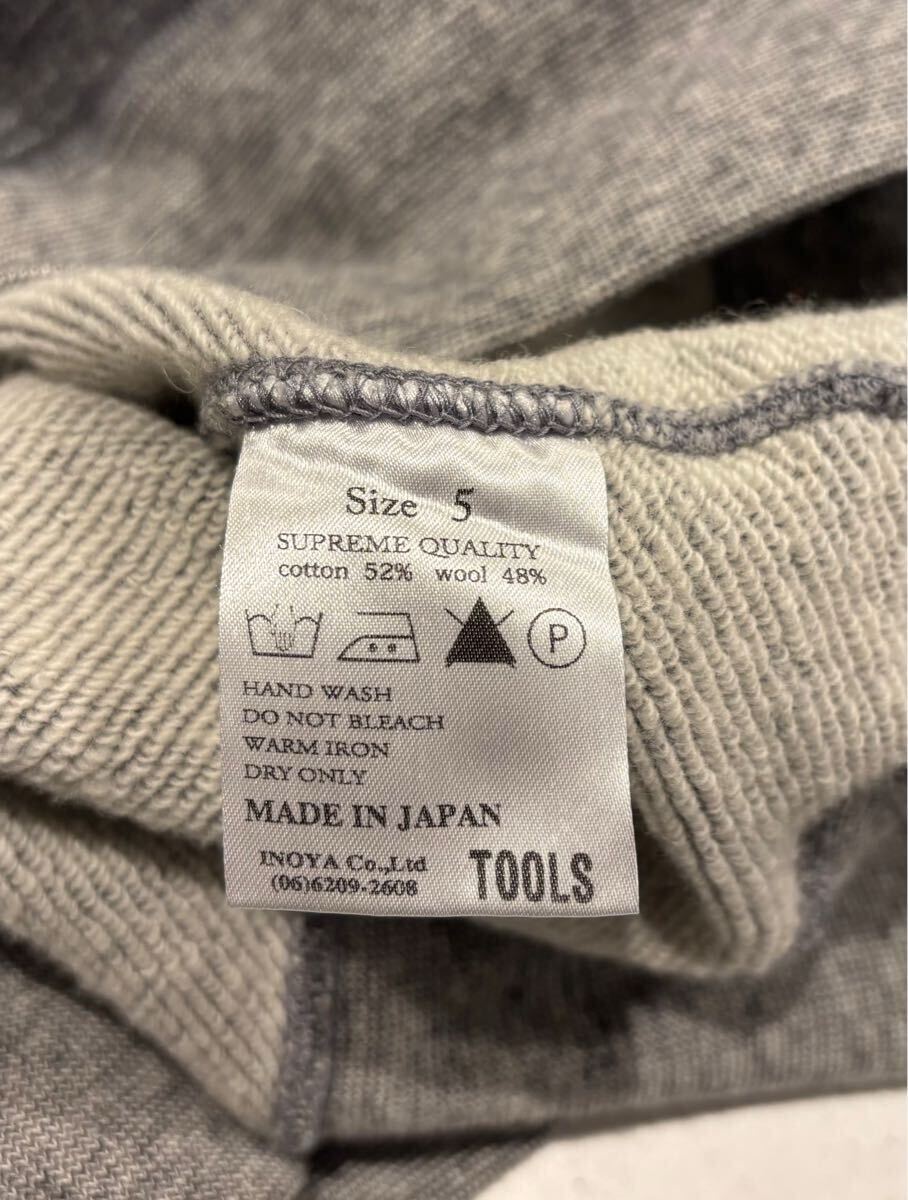 Size 5
SUPREME QUALITY
cotton 52% wool 48%
P
HAND WASH
DO NOT BLEACH
WARM IRON
DRY ONLY
MADE IN JAPAN
INOYA Co.,Ltd
(06)6209-2608
TOOLS